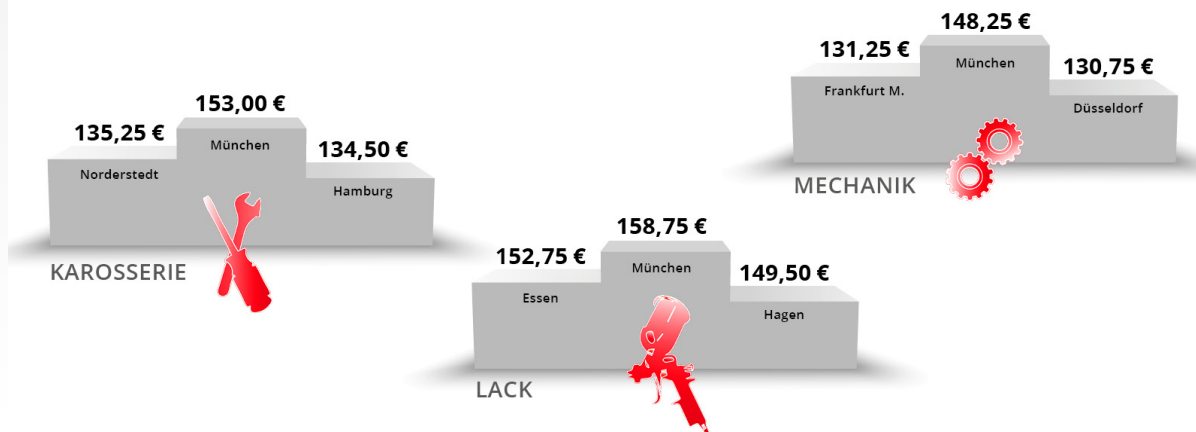 153,00 €
München
135,25 €
Norderstedt
134,50 €
Hamburg
KAROSSERIE
158,75 €
München
152,75 €
Essen
149,50 €
Hagen
LACK
148,25 €
München
131,25 €
Frankfurt M.
130,75 €
Düsseldorf
MECHANIK